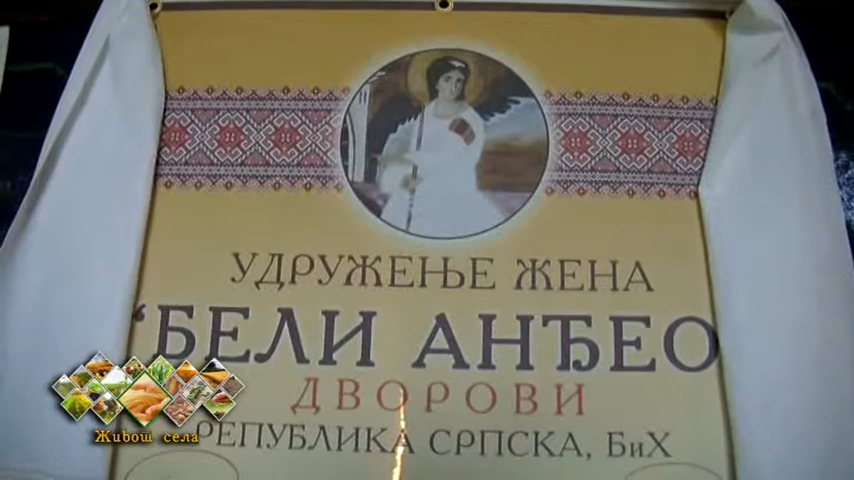 УДРУЖЕЊЕ ЖЕНА
"БЕЛИ АНЂЕО
ДВОРОВИ
РЕПУБЛИКА СРПСКА, БиХ
Живот села